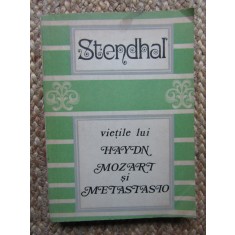 Stendhal
viețile lui
HAYDN
MOZART
și
METASTASIO